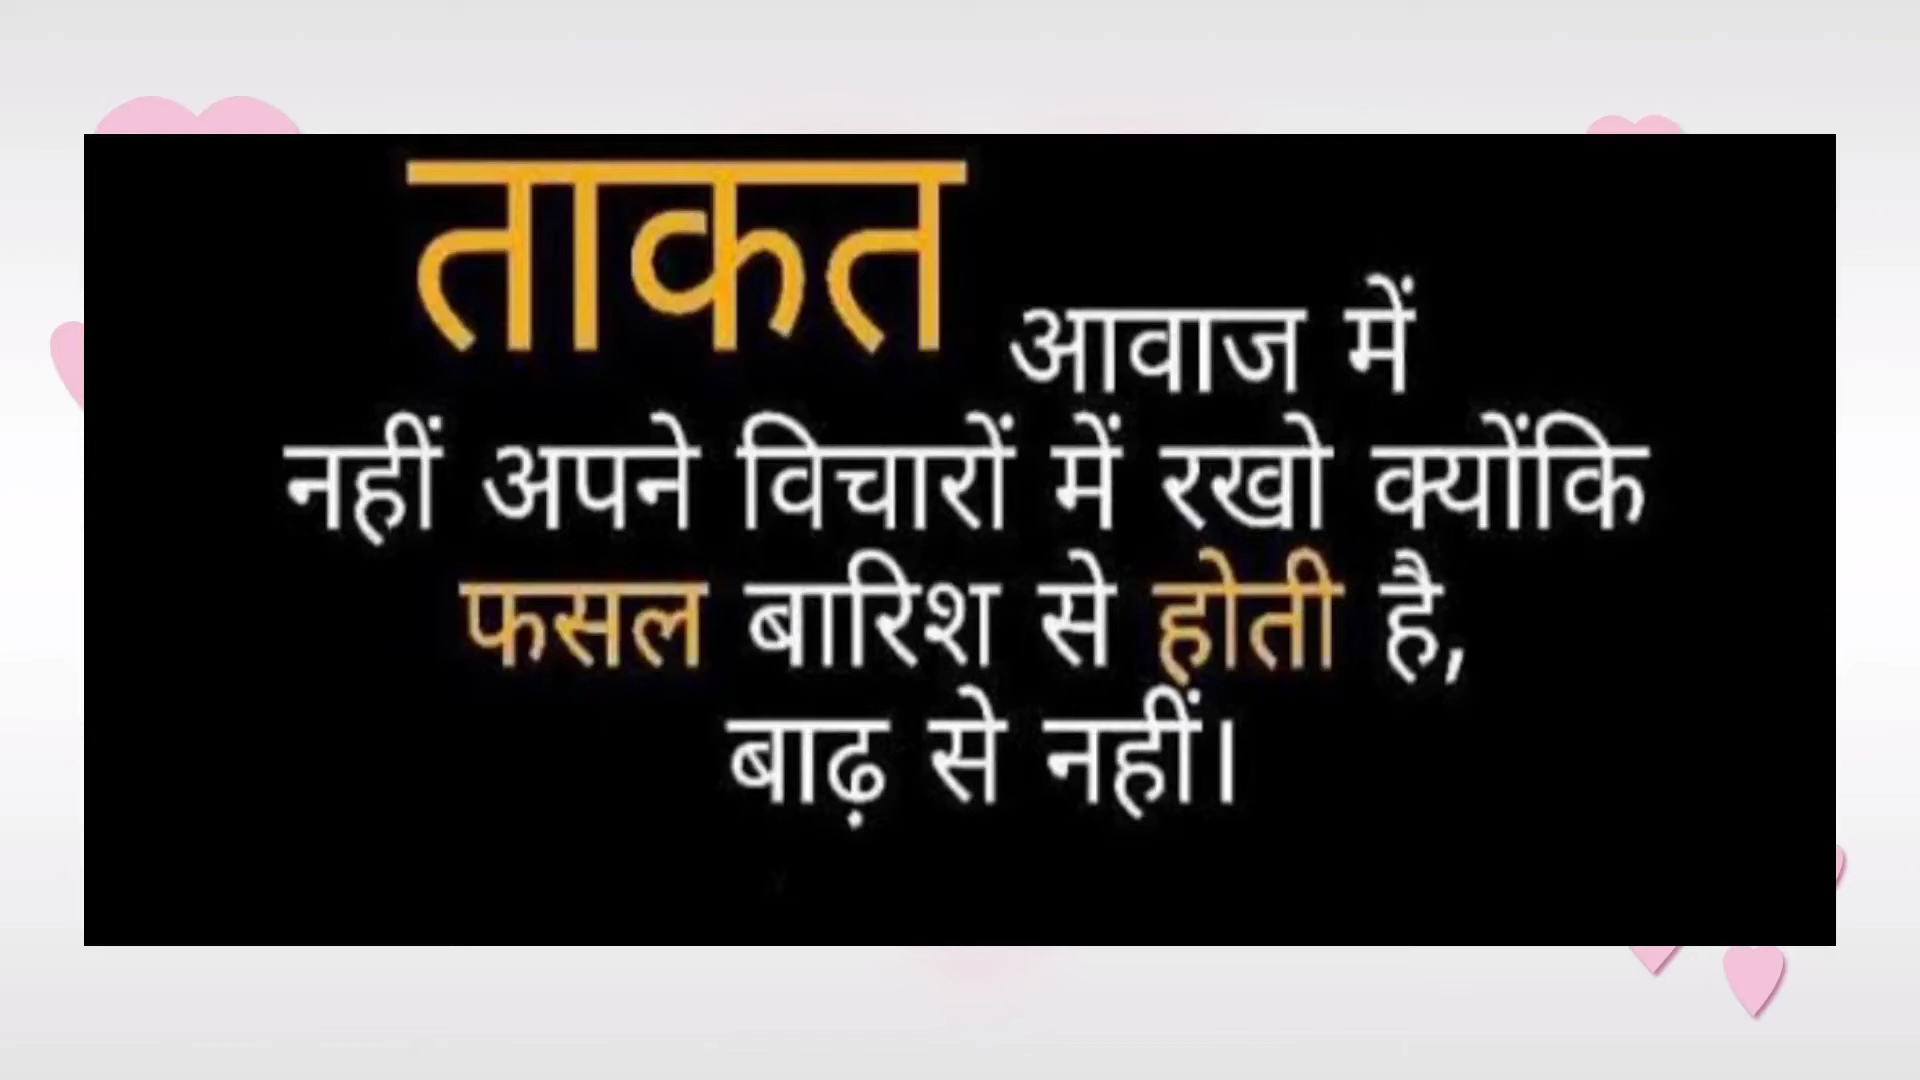 ताकत आवाज में
नहीं अपने विचारों में रखो क्योंकि
फसल बारिश से होती है,
बाढ़ से नहीं।